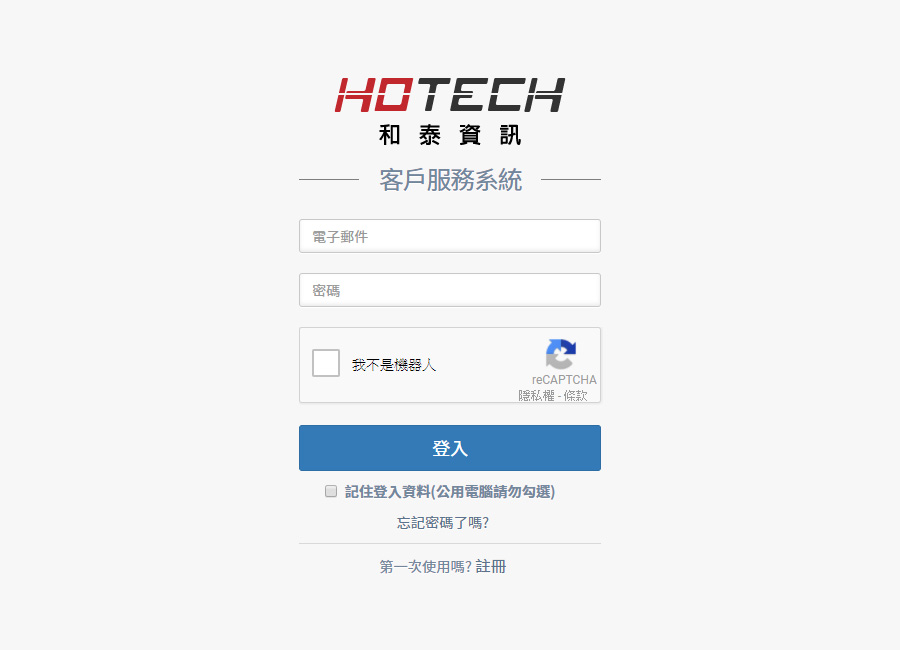 HOTECH
和泰資訊
客戶服務系統
電子郵件
密碼
我不是機器人
reCAPTCHA
隱私權 - 條款
登入
記住登入資料(公用電腦請勿勾選)
忘記密碼了嗎?
第一次使用嗎? 註冊